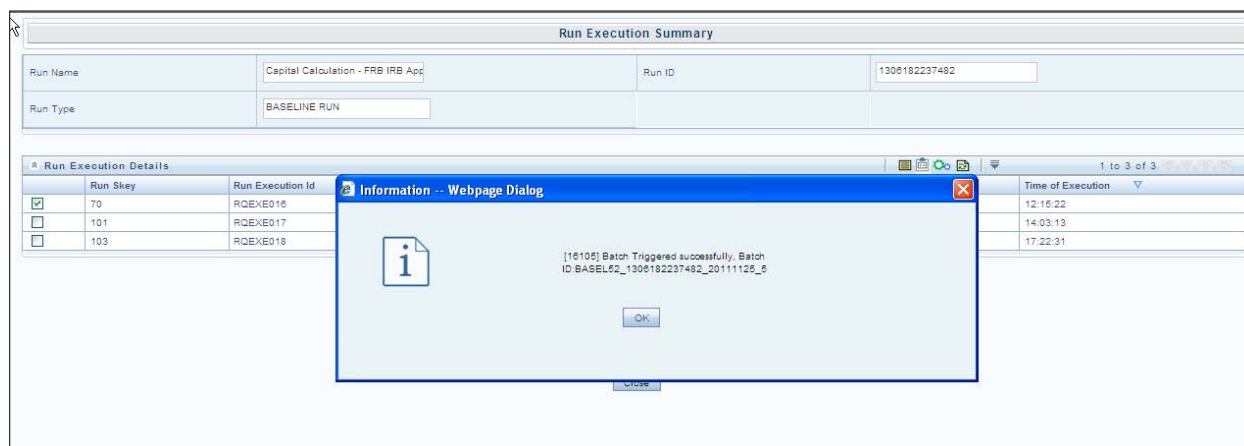 Run Execution Summary
Run Name Capital Calculation - FRB IRB App Run ID 1306182237482
Run Type BASELINE RUN
Run Execution Details 1 to 3 of 3
Run Skey Run Execution Id Time of Execution
70 RQEXE016 12:15:22
101 RQEXE017 14:03:13
103 RQEXE018 17:22:31
Information -- Webpage Dialog
[16105] Batch Triggered successfully, Batch
ID:BASEL52_1306182237482_20111125_5
OK
Close